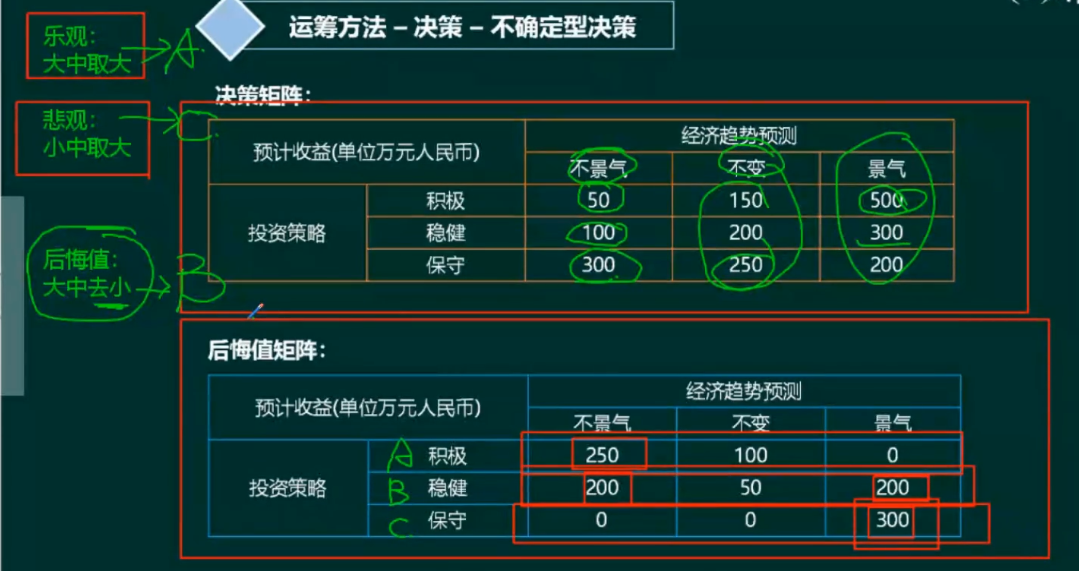 运筹方法 – 决策 – 不确定型决策
乐观：
大中取大
A
悲观：
小中取大
C
后悔值：
大中去小
B
决策矩阵：
预计收益(单位万元人民币) 经济趋势预测
不景气 不变 景气
投资策略 积极 50 150 500
稳健 100 200 300
保守 300 250 200
后悔值矩阵：
预计收益(单位万元人民币) 经济趋势预测
不景气 不变 景气
投资策略 A 积极 250 100 0
B 稳健 200 50 200
C 保守 0 0 300